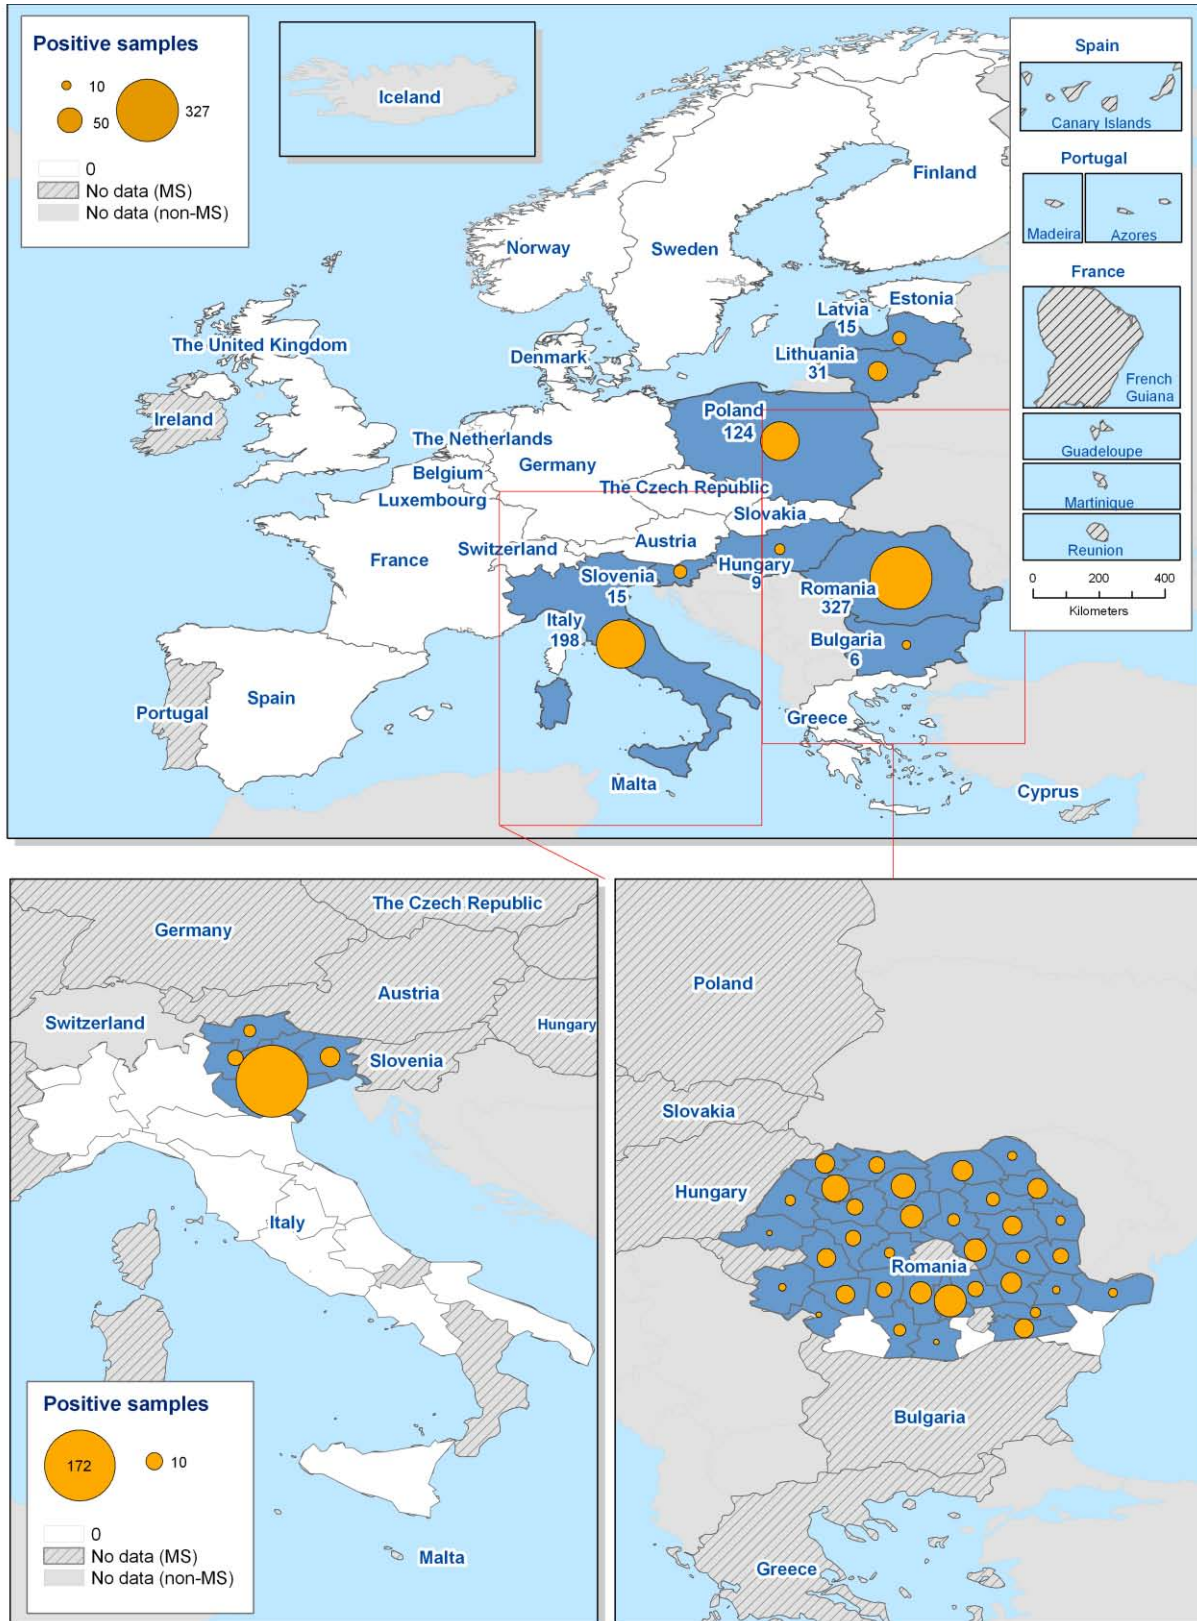 Positive samples
10
50
327
0
No data (MS)
No data (non-MS)
Iceland
Spain
Canary Islands
Portugal
Madeira
Azores
France
French
Guiana
Guadeloupe
Martinique
Reunion
0 200 400
Kilometers
Finland
Norway
Sweden
Estonia
Latvia
15
The United Kingdom
Denmark
Lithuania
31
Ireland
Poland
124
The Netherlands
Belgium
Germany
Luxembourg
The Czech Republic
Slovakia
France
Switzerland
Austria
Hungary
9
Slovenia
15
Romania
327
Italy
198
Bulgaria
6
Spain
Portugal
Greece
Malta
Cyprus
The Czech Republic
Germany
Austria
Switzerland
Hungary
Slovenia
Italy
Positive samples
172
10
0
No data (MS)
No data (non-MS)
Malta
Poland
Slovakia
Hungary
Romania
Bulgaria
Greece